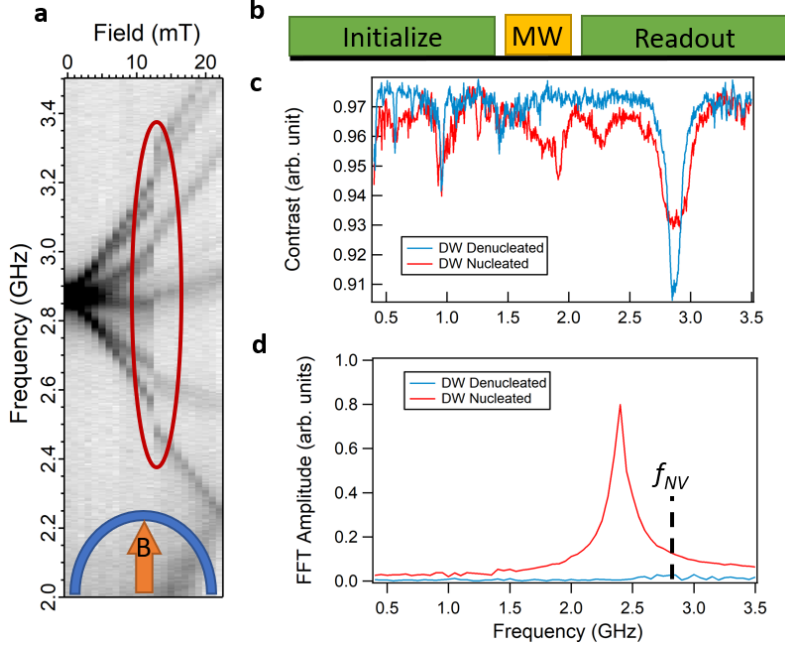 a
Field (mT)
0 10 20
Frequency (GHz)
3.4
3.2
3.0
2.8
2.6
2.4
2.2
2.0
B
b
Initialize MW Readout
c
Contrast (arb. unit)
0.97
0.96
0.95
0.94
0.93
0.92
0.91
DW Denucleated
DW Nucleated
0.5 1.0 1.5 2.0 2.5 3.0 3.5
d
FFT Amplitude (arb. units)
1.0
0.8
0.6
0.4
0.2
0.0
DW Denucleated
DW Nucleated
f_NV
0.5 1.0 1.5 2.0 2.5 3.0 3.5
Frequency (GHz)